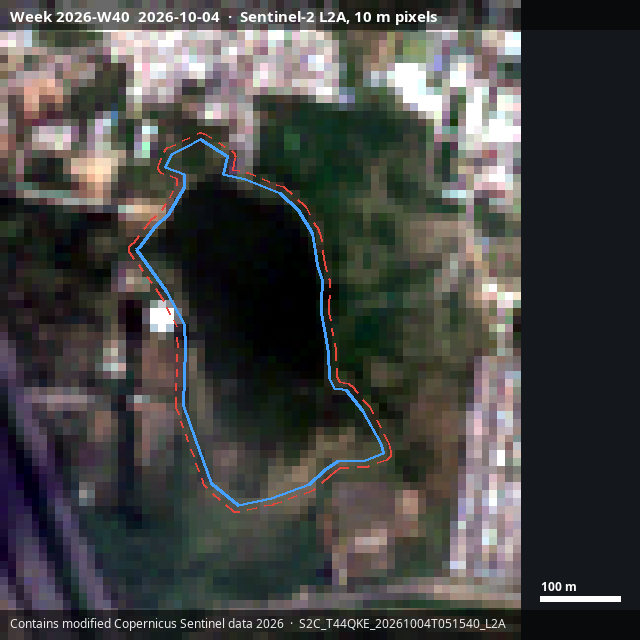 Week 2026-W40  2026-10-04  ·  Sentinel-2 L2A, 10 m pixels
100 m
Contains modified Copernicus Sentinel data 2026  ·  S2C_T44QKE_20261004T051540_L2A